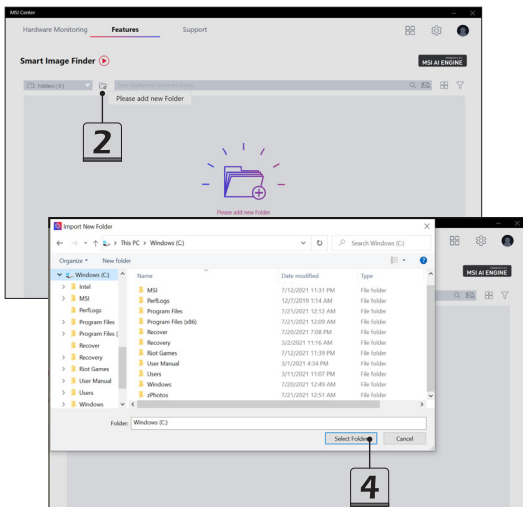 MSI Center
Hardware Monitoring Features Support
Smart Image Finder
POWERED BY
MSI AI ENGINE
Folders ( 0 )
Please add new Folder
2
Please add new Folder
Import New Folder
This PC > Windows (C:)
Search Windows (C:)
Organize New folder
MSI AI ENGINE
Windows (C:) Name Date modified Type
Intel MSI 7/12/2021 11:31 PM File folder
MSI PerfLogs 12/7/2019 1:14 AM File folder
PerfLogs Program Files 7/21/2021 12:12 AM File folder
Program Files Program Files (x86) 7/21/2021 12:09 AM File folder
Program Files ( Recover 7/20/2021 7:08 PM File folder
Recover Recovery 3/2/2021 11:16 AM File folder
Recovery Riot Games 7/12/2021 11:39 PM File folder
Riot Games User Manual 3/1/2021 4:34 PM File folder
User Manual Users 3/11/2021 11:07 PM File folder
Users Windows 7/20/2021 12:49 AM File folder
Windows zPhotos 7/21/2021 12:51 AM File folder
Folder: Windows (C:)
Select Folder Cancel
4